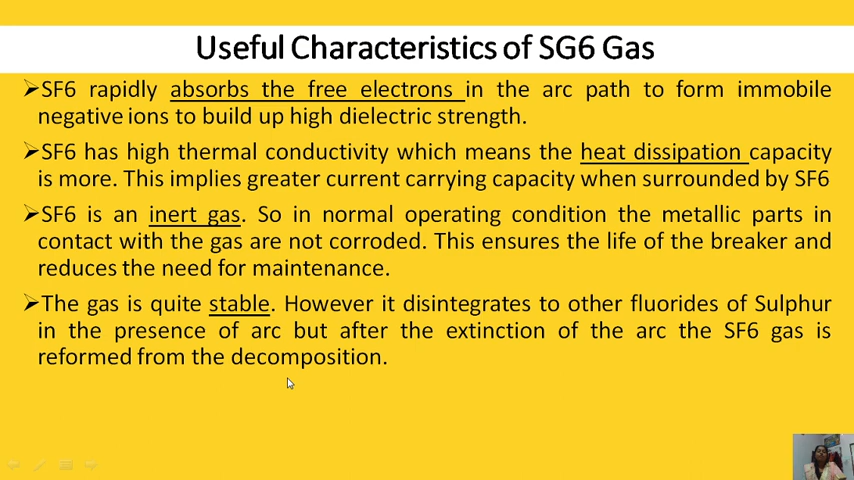 Useful Characteristics of SG6 Gas
➢SF6 rapidly absorbs the free electrons in the arc path to form immobile
negative ions to build up high dielectric strength.
➢SF6 has high thermal conductivity which means the heat dissipation capacity
is more. This implies greater current carrying capacity when surrounded by SF6
➢SF6 is an inert gas. So in normal operating condition the metallic parts in
contact with the gas are not corroded. This ensures the life of the breaker and
reduces the need for maintenance.
➢The gas is quite stable. However it disintegrates to other fluorides of Sulphur
in the presence of arc but after the extinction of the arc the SF6 gas is
reformed from the decomposition.